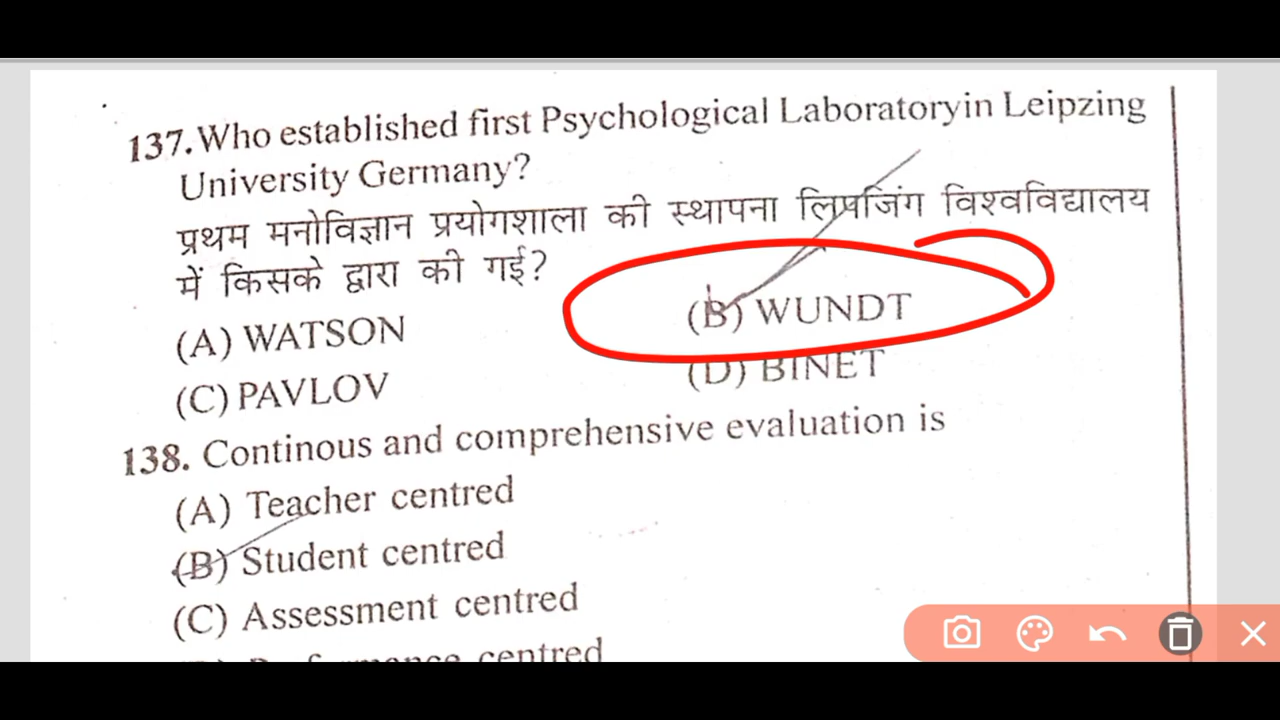 137. Who established first Psychological Laboratoryin Leipzing
University Germany?
प्रथम मनोविज्ञान प्रयोगशाला की स्थापना लिपजिंग विश्वविद्यालय
में किसके द्वारा की गई?
(A) WATSON
(B) WUNDT
(C) PAVLOV
(D) BINET
138. Continous and comprehensive evaluation is
(A) Teacher centred
(B) Student centred
(C) Assessment centred
centred